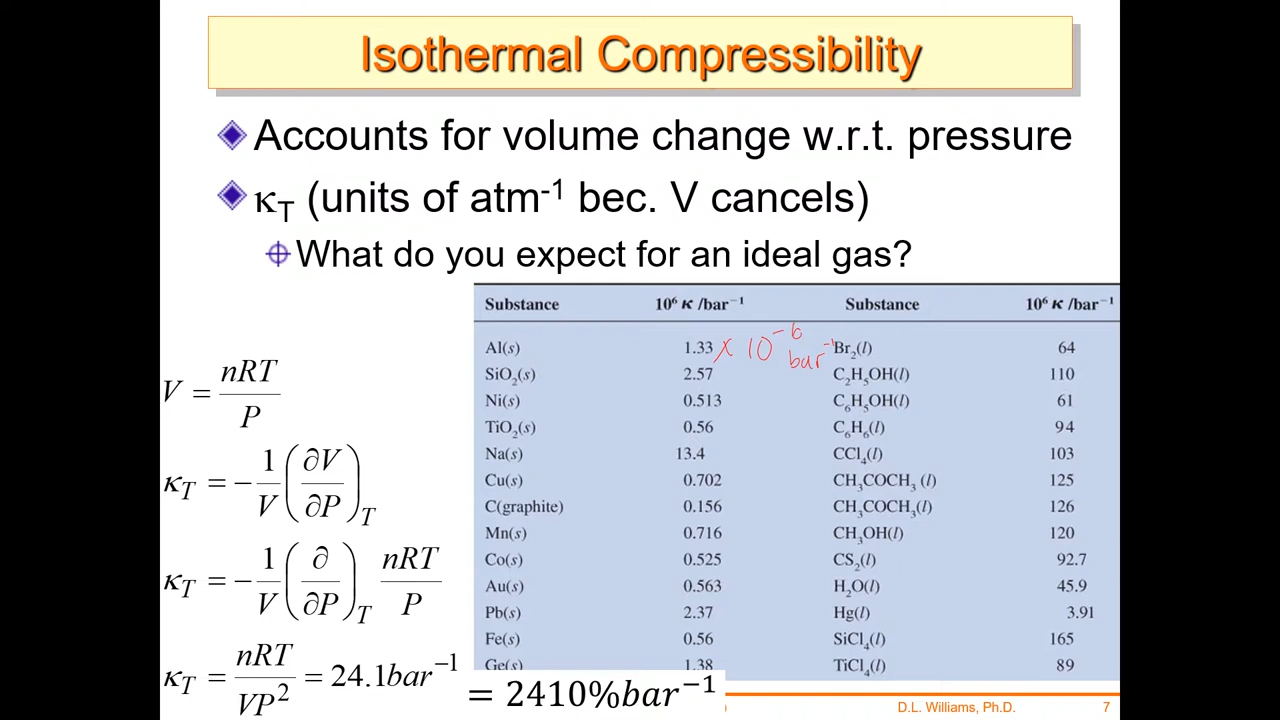 Isothermal Compressibility
Accounts for volume change w.r.t. pressure
κT (units of atm-1 bec. V cancels)
What do you expect for an ideal gas?
V = nRT / P
κT = − 1/V (∂V/∂P)T
κT = − 1/V (∂/∂P)T nRT/P
κT = nRT / VP² = 24.1bar⁻¹
= 2410%bar⁻¹
Substance 10⁶ κ /bar⁻¹ Substance 10⁶ κ /bar⁻¹
Al(s) 1.33 x 10⁻⁶ bar⁻¹ Br₂(l) 64
SiO₂(s) 2.57 C₂H₅OH(l) 110
Ni(s) 0.513 C₆H₅OH(l) 61
TiO₂(s) 0.56 C₆H₆(l) 94
Na(s) 13.4 CCl₄(l) 103
Cu(s) 0.702 CH₃COCH₃ (l) 125
C(graphite) 0.156 CH₃COCH₃(l) 126
Mn(s) 0.716 CH₃OH(l) 120
Co(s) 0.525 CS₂(l) 92.7
Au(s) 0.563 H₂O(l) 45.9
Pb(s) 2.37 Hg(l) 3.91
Fe(s) 0.56 SiCl₄(l) 165
Ge(s) 1.38 TiCl₄(l) 89
D.L. Williams, Ph.D. 7